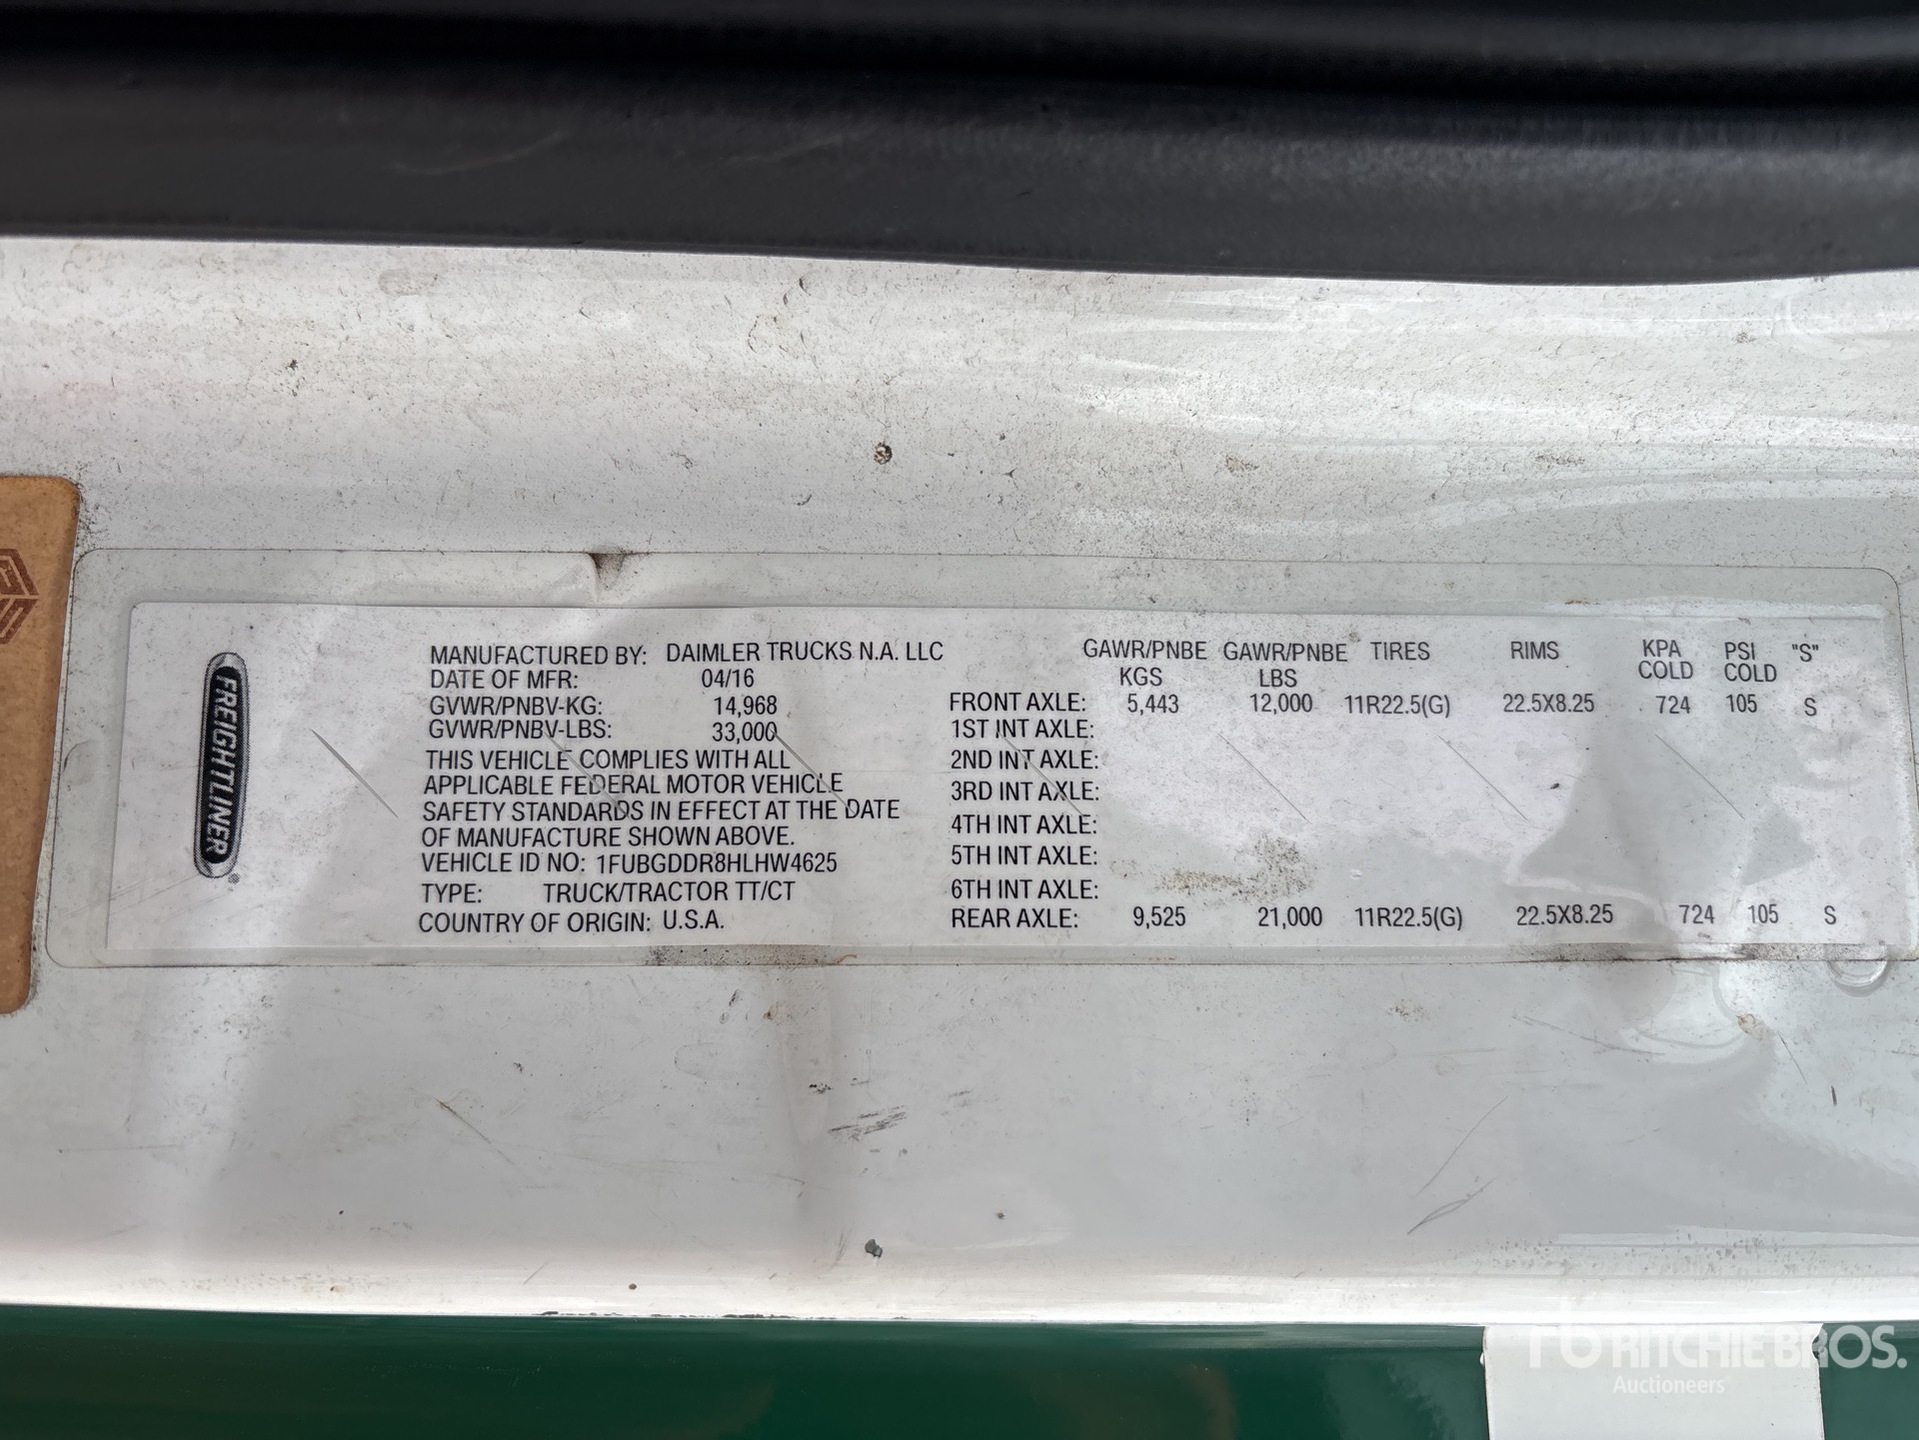 FREIGHTLINER
MANUFACTURED BY: DAIMLER TRUCKS N.A. LLC
DATE OF MFR: 04/16
GVWR/PNBV-KG: 14,968
GVWR/PNBV-LBS: 33,000
THIS VEHICLE COMPLIES WITH ALL
APPLICABLE FEDERAL MOTOR VEHICLE
SAFETY STANDARDS IN EFFECT AT THE DATE
OF MANUFACTURE SHOWN ABOVE.
VEHICLE ID NO: 1FUBGDDR8HLHW4625
TYPE: TRUCK/TRACTOR TT/CT
COUNTRY OF ORIGIN: U.S.A.
GAWR/PNBE GAWR/PNBE TIRES RIMS KPA PSI "S"
KGS LBS COLD COLD
FRONT AXLE: 5,443 12,000 11R22.5(G) 22.5X8.25 724 105 S
1ST INT AXLE:
2ND INT AXLE:
3RD INT AXLE:
4TH INT AXLE:
5TH INT AXLE:
6TH INT AXLE:
REAR AXLE: 9,525 21,000 11R22.5(G) 22.5X8.25 724 105 S
rb RITCHIE BROS.
Auctioneers